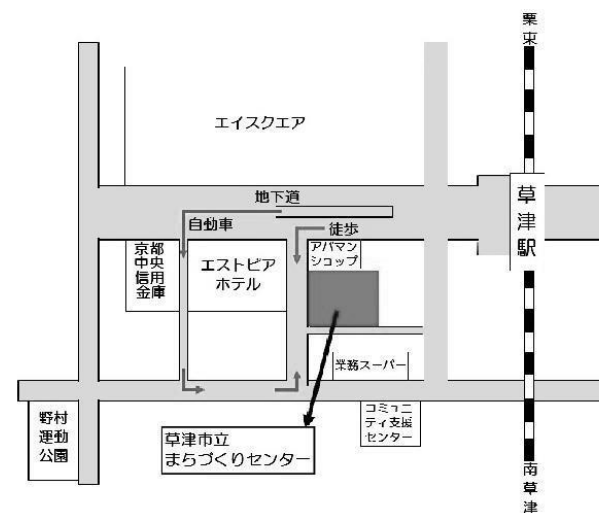 栗東
エイスクエア
地下道
自動車
徒歩
草津駅
京都
中央
信用
金庫
エストピア
ホテル
アパマン
ショップ
業務スーパー
野村
運動
公園
草津市立
まちづくりセンター
コミュニ
ティ支援
センター
南草津